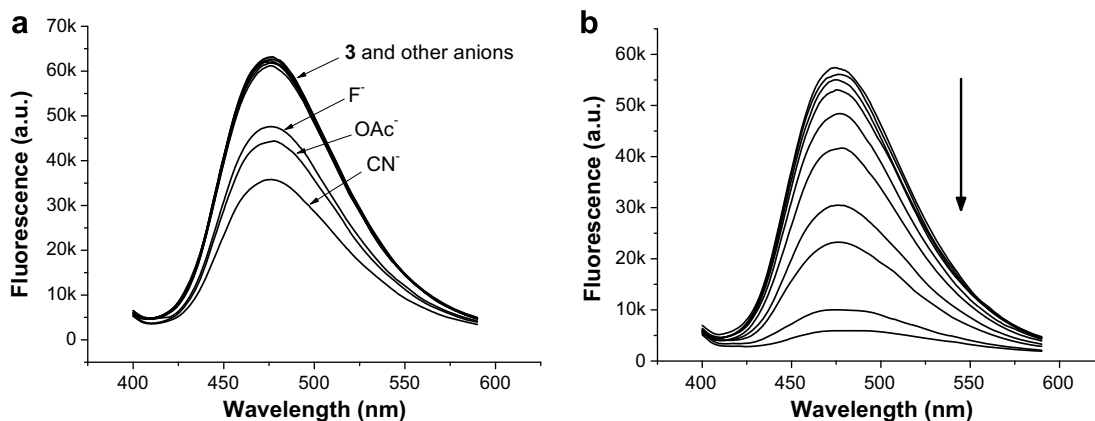 a
70k
60k
50k
40k
30k
20k
10k
0
Fluorescence (a.u.)
3 and other anions
F⁻
OAc⁻
CN⁻
400 450 500 550 600
Wavelength (nm)
b
60k
50k
40k
30k
20k
10k
0
Fluorescence (a.u.)
400 450 500 550 600
Wavelength (nm)